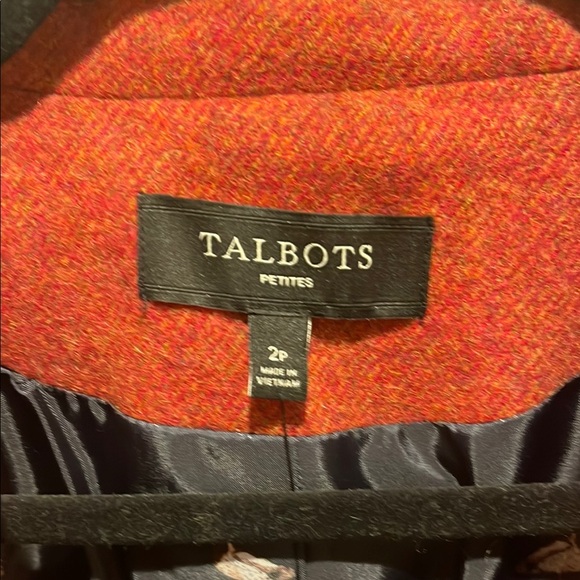 TALBOTS
PETITES
2P
MADE IN
VIETNAM